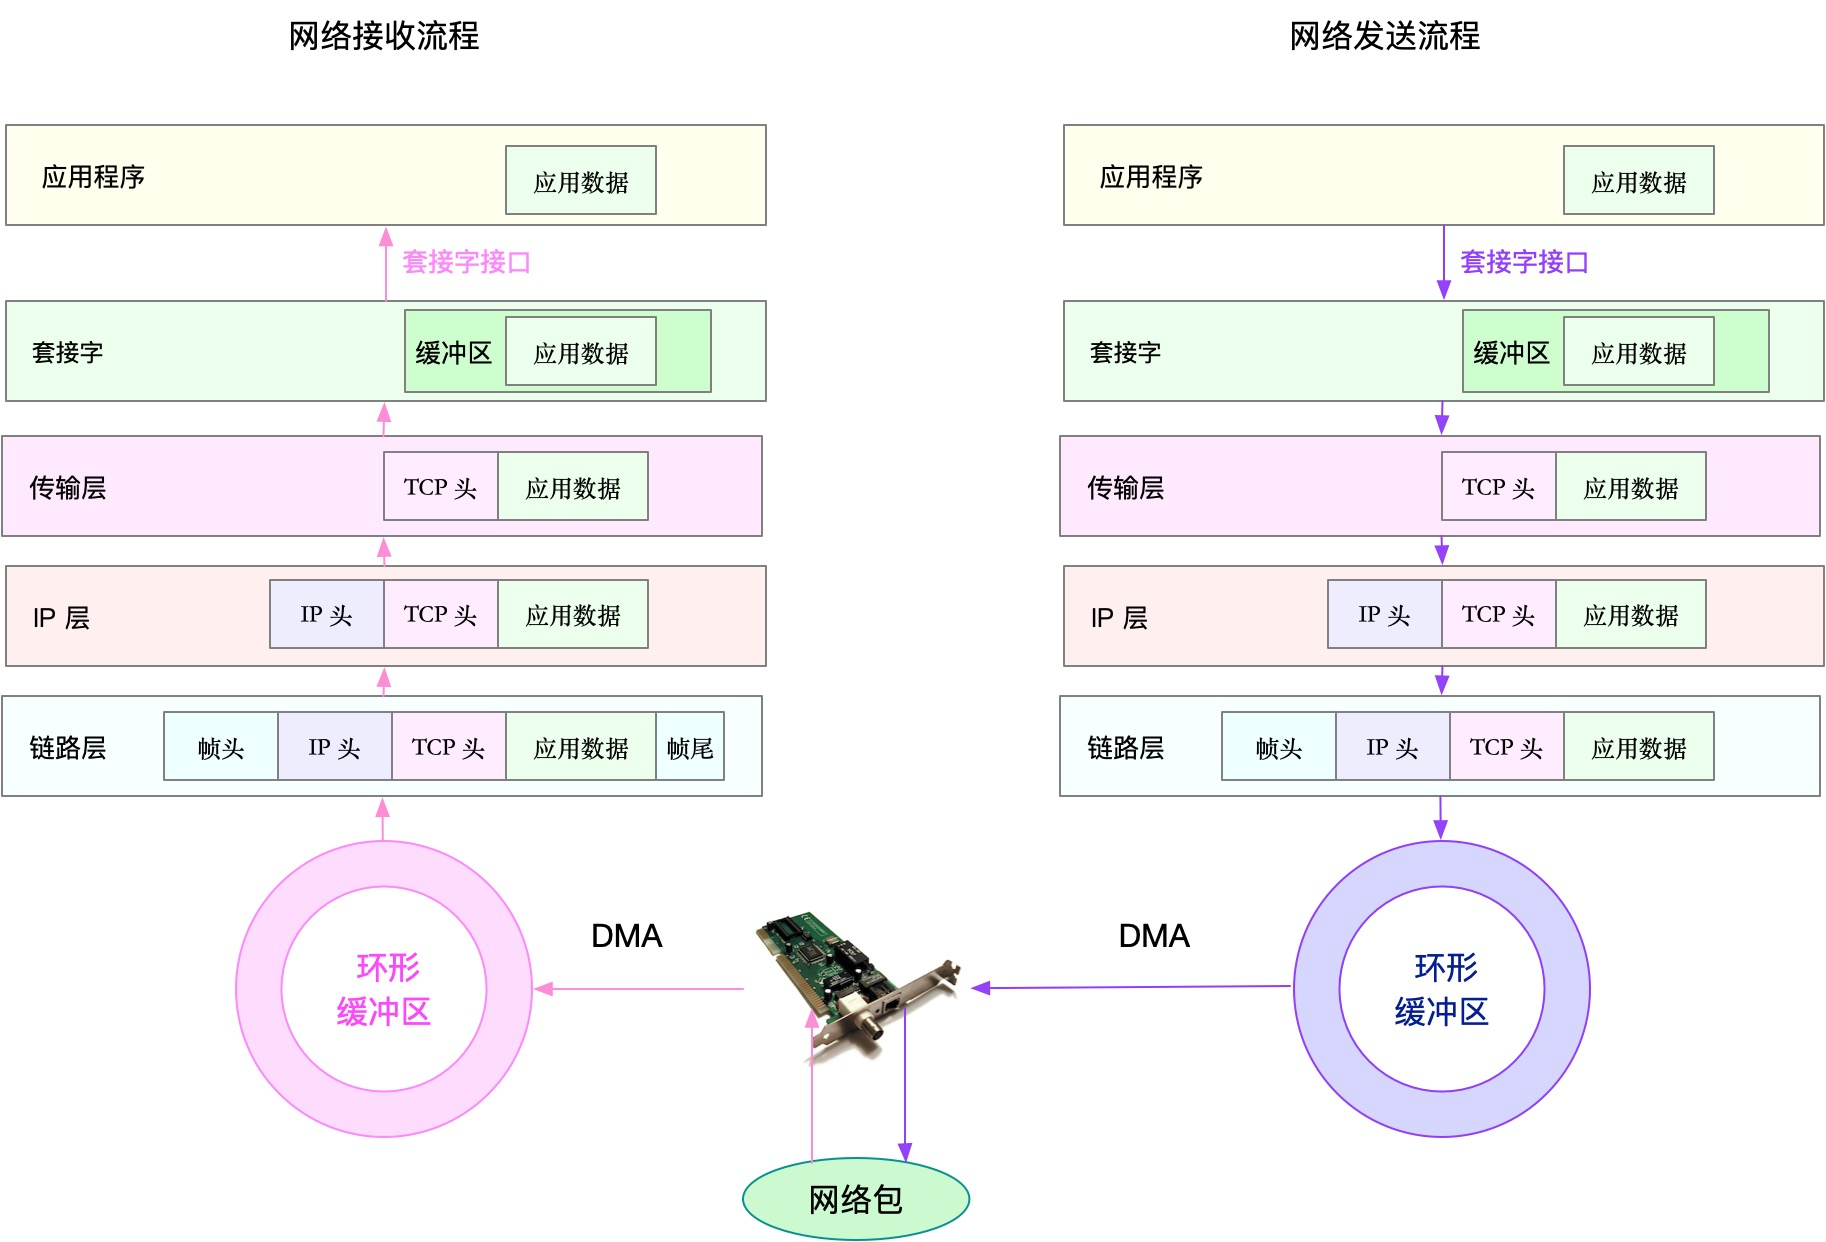 网络接收流程
网络发送流程
应用程序
应用数据
套接字接口
套接字
缓冲区
应用数据
传输层
TCP 头
应用数据
IP 层
IP 头
TCP 头
应用数据
链路层
帧头
IP 头
TCP 头
应用数据
帧尾
环形
缓冲区
DMA
应用程序
应用数据
套接字接口
套接字
缓冲区
应用数据
传输层
TCP 头
应用数据
IP 层
IP 头
TCP 头
应用数据
链路层
帧头
IP 头
TCP 头
应用数据
DMA
环形
缓冲区
网络包